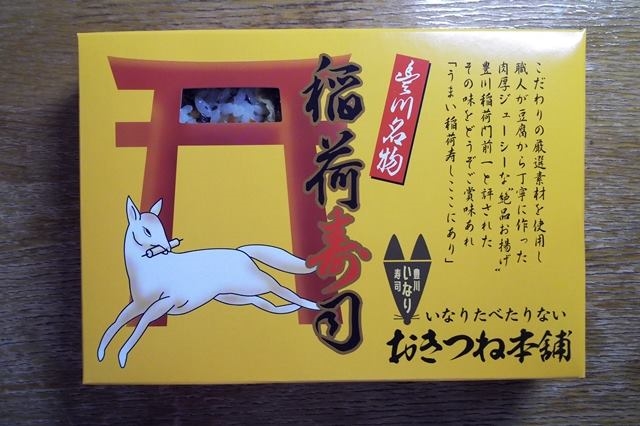 こだわりの厳選素材を使用し
職人が豆腐から丁寧に作った
肉厚ジューシーな"絶品お揚げ"
豊川稲荷門前一と評された
その味をどうぞご賞味あれ
「うまい稲荷寿しここにあり」
豊川名物
稲荷寿司
豊川
いなり
寿司
いなりたべたりない
おきつね本舗